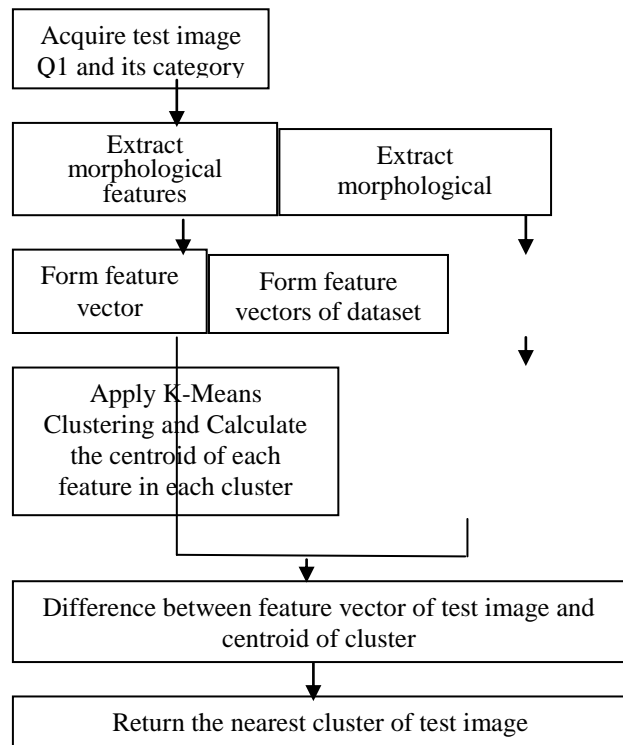 Acquire test image
Q1 and its category
Extract
morphological
features
Extract
morphological
Form feature
vector
Form feature
vectors of dataset
Apply K-Means
Clustering and Calculate
the centroid of each
feature in each cluster
Difference between feature vector of test image and
centroid of cluster
Return the nearest cluster of test image